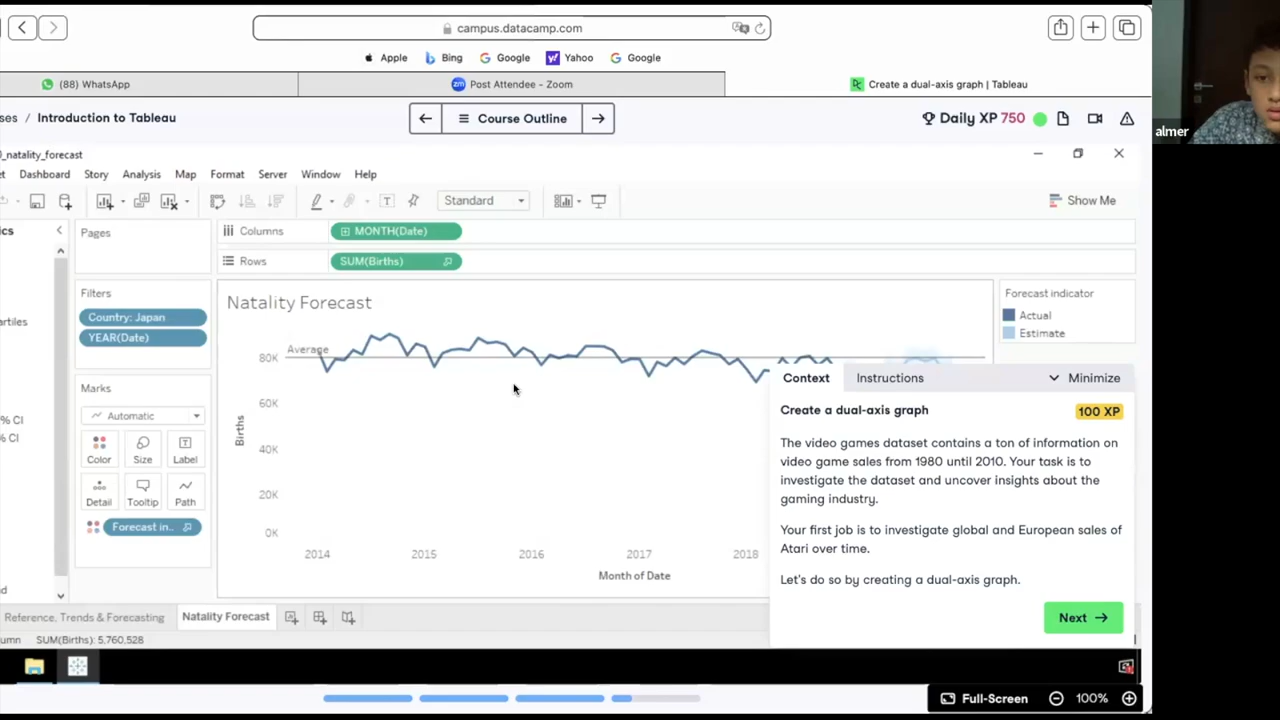 campus.datacamp.com
Apple Bing Google Yahoo Google
(88) WhatsApp Post Attendee - Zoom Create a dual-axis graph | Tableau
ses / Introduction to Tableau Course Outline Daily XP 750
almer
_natality_forecast
t Dashboard Story Analysis Map Format Server Window Help
Standard Show Me
ics Pages Columns MONTH(Date)
Rows SUM(Births)
Filters Natality Forecast Forecast indicator
Country: Japan Actual
artiles YEAR(Date) Estimate
Average
80K
Context Instructions Minimize
Marks
Create a dual-axis graph 100 XP
% CI Automatic 60K
% CI Births
The video games dataset contains a ton of information on
video game sales from 1980 until 2010. Your task is to
investigate the dataset and uncover insights about the
gaming industry.
Color Size Label 40K
Detail Tooltip Path 20K
Forecast in.. 0K
Your first job is to investigate global and European sales of
Atari over time.
2014 2015 2016 2017 2018
Month of Date
Let's do so by creating a dual-axis graph.
d
Reference, Trends & Forecasting Natality Forecast Next
umn SUM(Births): 5,760,528
Full-Screen 100%